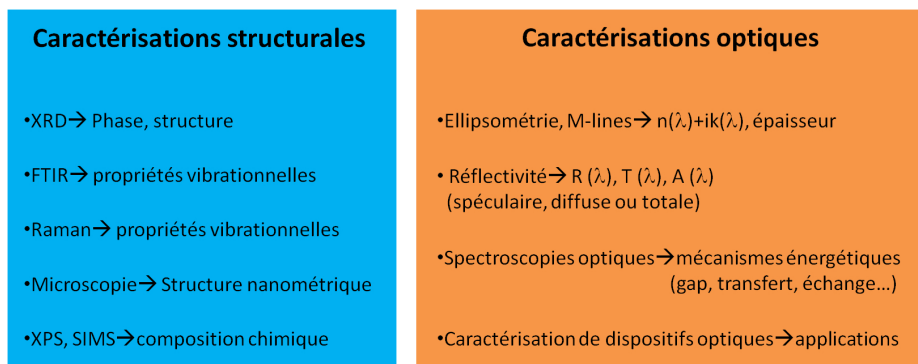 Caractérisations structurales
•XRD→ Phase, structure
•FTIR→ propriétés vibrationnelles
•Raman→ propriétés vibrationnelles
•Microscopie→ Structure nanométrique
•XPS, SIMS→composition chimique
Caractérisations optiques
•Ellipsométrie, M-lines→ n(λ)+ik(λ), épaisseur
• Réflectivité→ R (λ), T (λ), A (λ)
(spéculaire, diffuse ou totale)
•Spectroscopies optiques→mécanismes énergétiques
(gap, transfert, échange...)
•Caractérisation de dispositifs optiques→applications